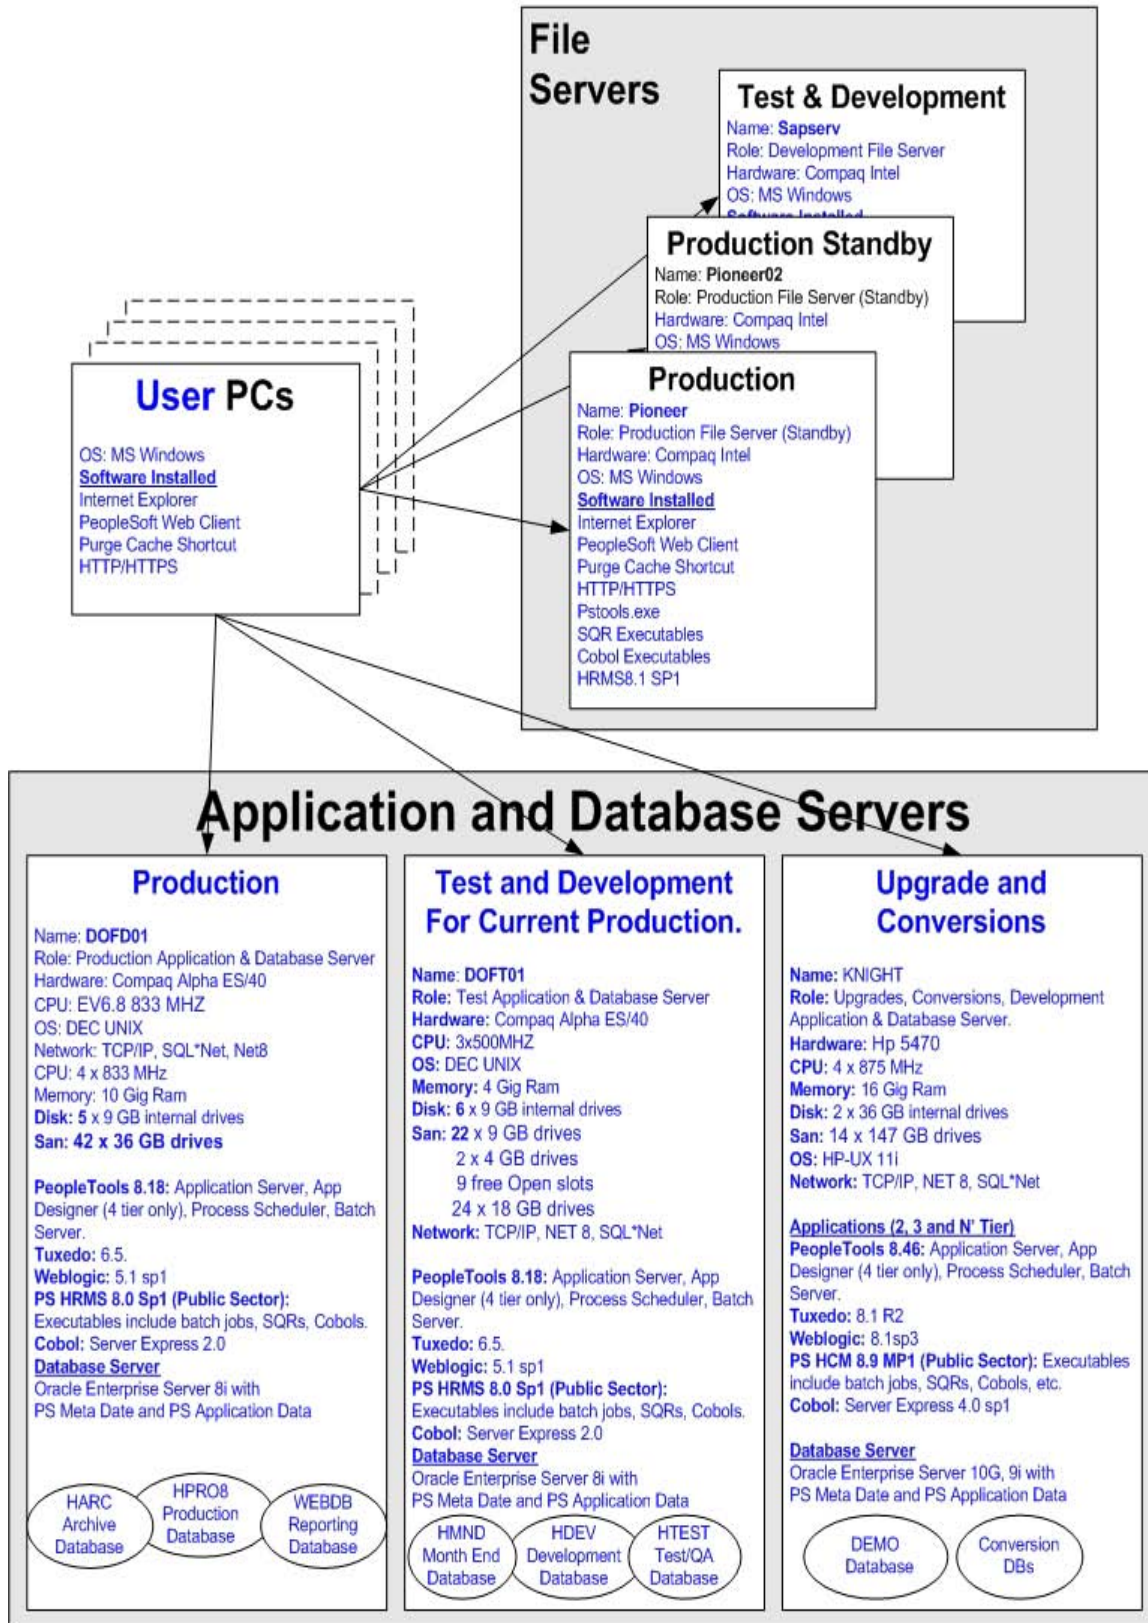 File
Servers
Test & Development
Name: Sapserv
Role: Development File Server
Hardware: Compaq Intel
OS: MS Windows
Software Installed
Production Standby
Name: Pioneer02
Role: Production File Server (Standby)
Hardware: Compaq Intel
OS: MS Windows
Production
Name: Pioneer
Role: Production File Server (Standby)
Hardware: Compaq Intel
OS: MS Windows
Software Installed
Internet Explorer
PeopleSoft Web Client
Purge Cache Shortcut
HTTP/HTTPS
Pstools.exe
SQR Executables
Cobol Executables
HRMS8.1 SP1
User PCs
OS: MS Windows
Software Installed
Internet Explorer
PeopleSoft Web Client
Purge Cache Shortcut
HTTP/HTTPS
Application and Database Servers
Production
Name: DOFD01
Role: Production Application & Database Server
Hardware: Compaq Alpha ES/40
CPU: EV6.8 833 MHZ
OS: DEC UNIX
Network: TCP/IP, SQL*Net, Net8
CPU: 4 x 833 MHz
Memory: 10 Gig Ram
Disk: 5 x 9 GB internal drives
San: 42 x 36 GB drives
PeopleTools 8.18: Application Server, App
Designer (4 tier only), Process Scheduler, Batch
Server.
Tuxedo: 6.5.
Weblogic: 5.1 sp1
PS HRMS 8.0 Sp1 (Public Sector):
Executables include batch jobs, SQRs, Cobols.
Cobol: Server Express 2.0
Database Server
Oracle Enterprise Server 8i with
PS Meta Date and PS Application Data
HARC
Archive
Database
HPRO8
Production
Database
WEBDB
Reporting
Database
Test and Development
For Current Production.
Name: DOFT01
Role: Test Application & Database Server
Hardware: Compaq Alpha ES/40
CPU: 3x500MHZ
OS: DEC UNIX
Memory: 4 Gig Ram
Disk: 6 x 9 GB internal drives
San: 22 x 9 GB drives
2 x 4 GB drives
9 free Open slots
24 x 18 GB drives
Network: TCP/IP, NET 8, SQL*Net
PeopleTools 8.18: Application Server, App
Designer (4 tier only), Process Scheduler, Batch
Server.
Tuxedo: 6.5.
Weblogic: 5.1 sp1
PS HRMS 8.0 Sp1 (Public Sector):
Executables include batch jobs, SQRs, Cobols.
Cobol: Server Express 2.0
Database Server
Oracle Enterprise Server 8i with
PS Meta Date and PS Application Data
HMND
Month End
Database
HDEV
Development
Database
HTEST
Test/QA
Database
Upgrade and
Conversions
Name: KNIGHT
Role: Upgrades, Conversions, Development
Application & Database Server.
Hardware: Hp 5470
CPU: 4 x 875 MHz
Memory: 16 Gig Ram
Disk: 2 x 36 GB internal drives
San: 14 x 147 GB drives
OS: HP-UX 11i
Network: TCP/IP, NET 8, SQL*Net
Applications (2, 3 and N' Tier)
PeopleTools 8.46: Application Server, App
Designer (4 tier only), Process Scheduler, Batch
Server.
Tuxedo: 8.1 R2
Weblogic: 8.1sp3
PS HCM 8.9 MP1 (Public Sector): Executables
include batch jobs, SQRs, Cobols, etc.
Cobol: Server Express 4.0 sp1
Database Server
Oracle Enterprise Server 10G, 9i with
PS Meta Date and PS Application Data
DEMO
Database
Conversion
DBs